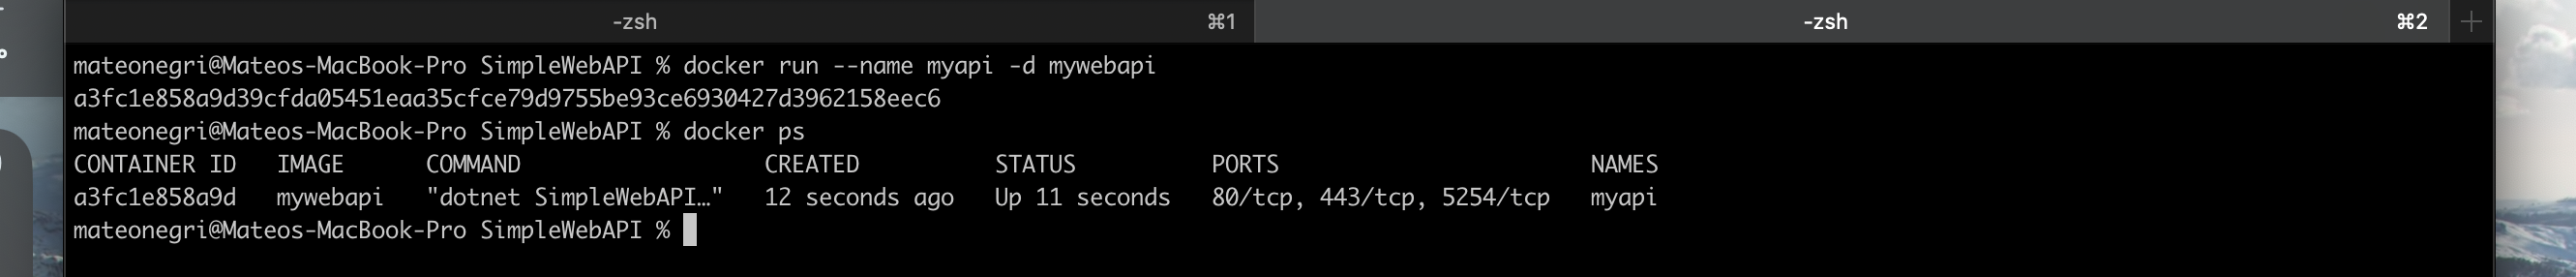 -zsh ⌘1 -zsh ⌘2 +
mateonegri@Mateos-MacBook-Pro SimpleWebAPI % docker run --name myapi -d mywebapi
a3fc1e858a9d39cfda05451eaa35cfce79d9755be93ce6930427d3962158eec6
mateonegri@Mateos-MacBook-Pro SimpleWebAPI % docker ps
CONTAINER ID IMAGE COMMAND CREATED STATUS PORTS NAMES
a3fc1e858a9d mywebapi "dotnet SimpleWebAPI…" 12 seconds ago Up 11 seconds 80/tcp, 443/tcp, 5254/tcp myapi
mateonegri@Mateos-MacBook-Pro SimpleWebAPI %